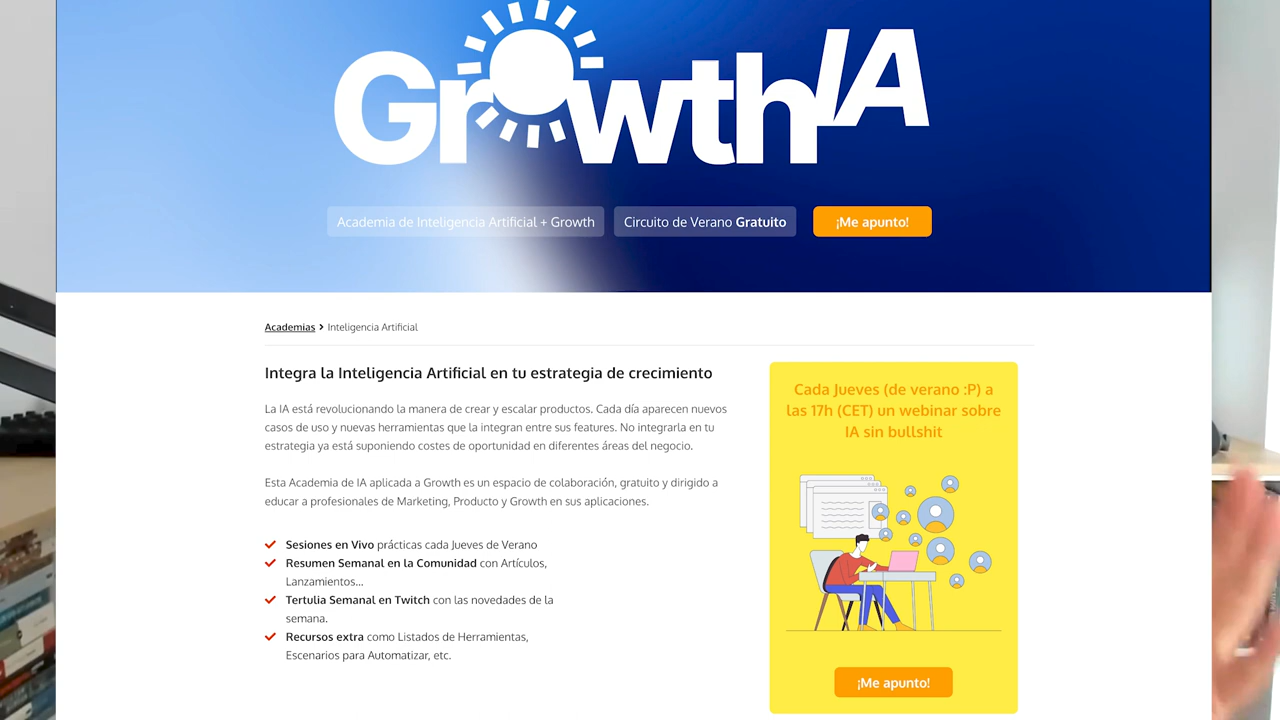 GrowthIA
Academia de Inteligencia Artificial + Growth
Circuito de Verano Gratuito
¡Me apunto!
Academias > Inteligencia Artificial
Integra la Inteligencia Artificial en tu estrategia de crecimiento
La IA está revolucionando la manera de crear y escalar productos. Cada día aparecen nuevos
casos de uso y nuevas herramientas que la integran entre sus features. No integrarla en tu
estrategia ya está suponiendo costes de oportunidad en diferentes áreas del negocio.
Esta Academia de IA aplicada a Growth es un espacio de colaboración, gratuito y dirigido a
educar a profesionales de Marketing, Producto y Growth en sus aplicaciones.
Sesiones en Vivo prácticas cada Jueves de Verano
Resumen Semanal en la Comunidad con Artículos,
Lanzamientos...
Tertulia Semanal en Twitch con las novedades de la
semana.
Recursos extra como Listados de Herramientas,
Escenarios para Automatizar, etc.
Cada Jueves (de verano :P) a
las 17h (CET) un webinar sobre
IA sin bullshit
¡Me apunto!